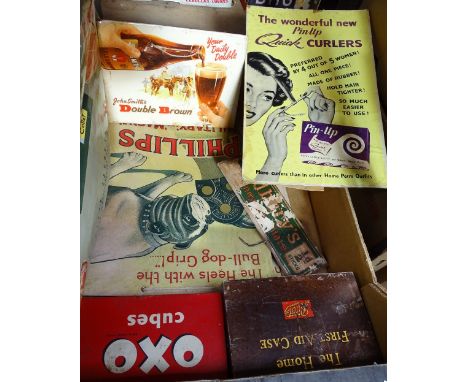 Your
Daily
Double
John Smith's
Double Brown
The wonderful new
Pin-Up
Quick CURLERS
PREFERRED
BY 4 OUT OF 5 WOMEN!
ALL ONE PIECE!
MADE OF RUBBER!
HOLD HAIR
TIGHTER!
SO MUCH
EASIER
TO USE!
Pin-Up
More curlers than in other Home Perm Outfits
PHILLIPS
MILITARY
The Heels with the
Bull-dog Grip!"
OXO
cubes
The Home
FIRST AID CASE